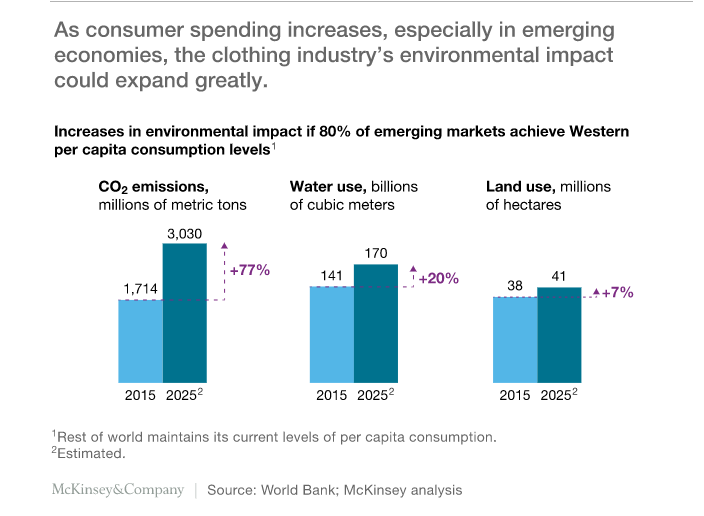 As consumer spending increases, especially in emerging
economies, the clothing industry's environmental impact
could expand greatly.
Increases in environmental impact if 80% of emerging markets achieve Western
per capita consumption levels¹
CO₂ emissions,
millions of metric tons
3,030
1,714
+77%
2015 2025²
Water use, billions
of cubic meters
170
141
+20%
2015 2025²
Land use, millions
of hectares
41
38
+7%
2015 2025²
¹Rest of world maintains its current levels of per capita consumption.
²Estimated.
McKinsey&Company | Source: World Bank; McKinsey analysis